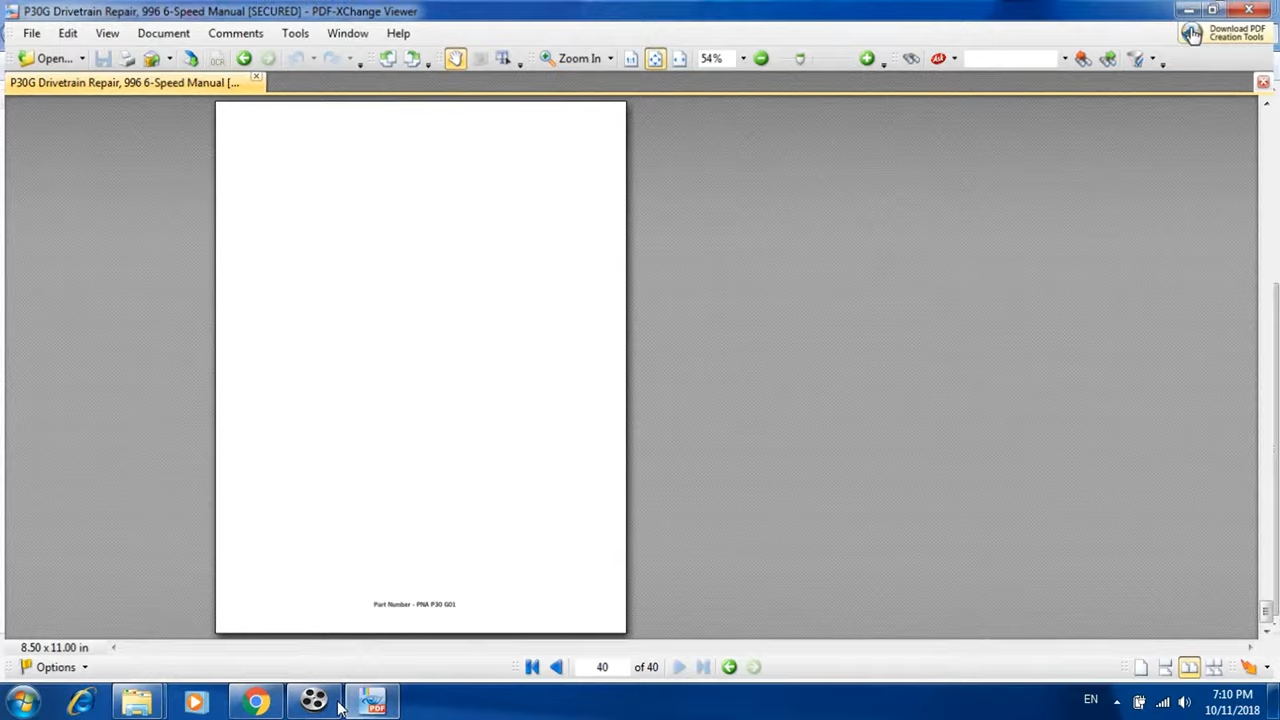 P30G Drivetrain Repair, 996 6-Speed Manual [SECURED] - PDF-XChange Viewer
File Edit View Document Comments Tools Window Help
Download PDF
Creation Tools
Open... OCR Zoom In 54%
P30G Drivetrain Repair, 996 6-Speed Manual [...
Part Number - PNA P30 G01
8.50 x 11.00 in
Options 40 of 40
PDF
EN
7:10 PM
10/11/2018